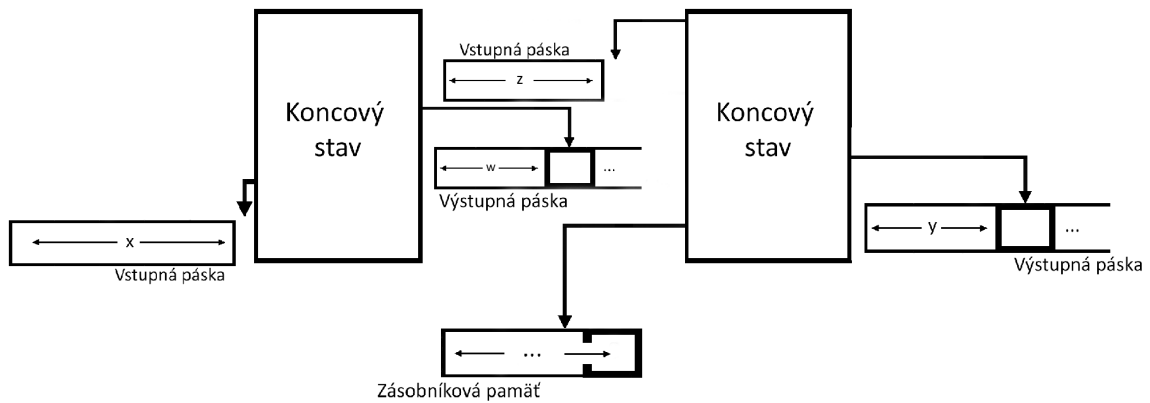 Vstupná páska
z
Koncový
stav
Koncový
stav
w
...
Výstupná páska
x
Vstupná páska
y
...
Výstupná páska
...
Zásobníková pamäť